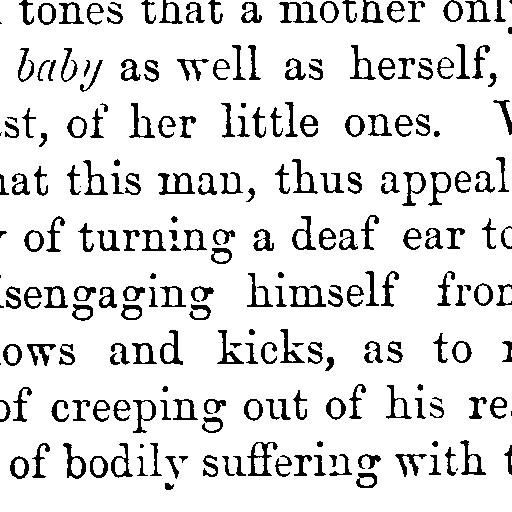 tones that a mother only
baby as well as herself,
st, of her little ones.
hat this man, thus appeal
of turning a deaf ear to
isengaging himself from
ows and kicks, as to
of creeping out of his re
of bodily suffering with